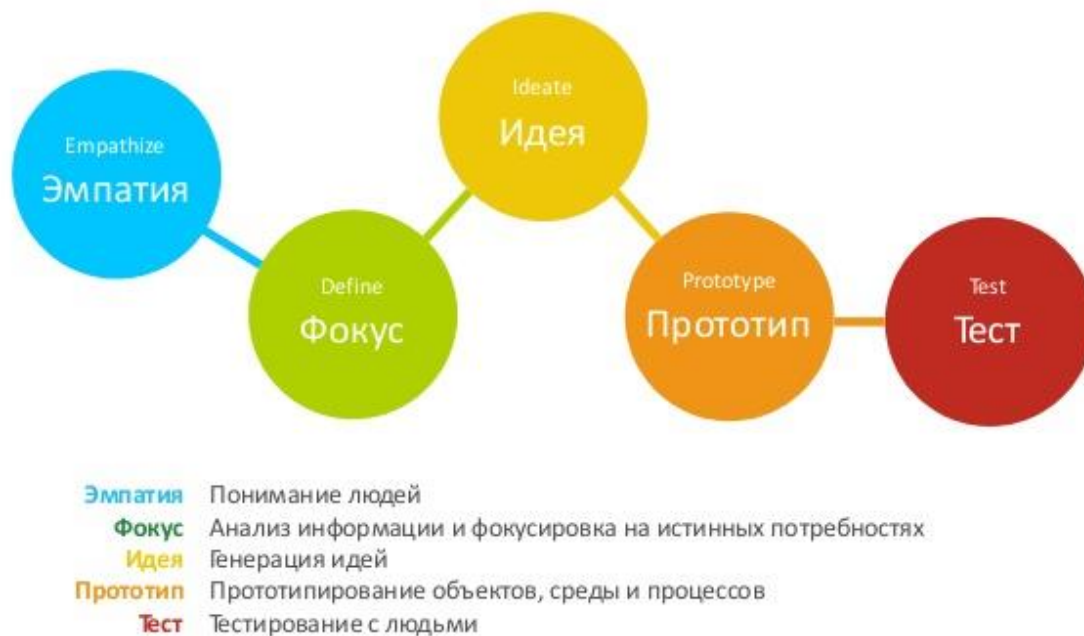 Empathize
Эмпатия
Define
Фокус
Ideate
Идея
Prototype
Прототип
Test
Тест
Эмпатия Понимание людей
Фокус Анализ информации и фокусировка на истинных потребностях
Идея Генерация идей
Прототип Прототипирование объектов, среды и процессов
Тест Тестирование с людьми